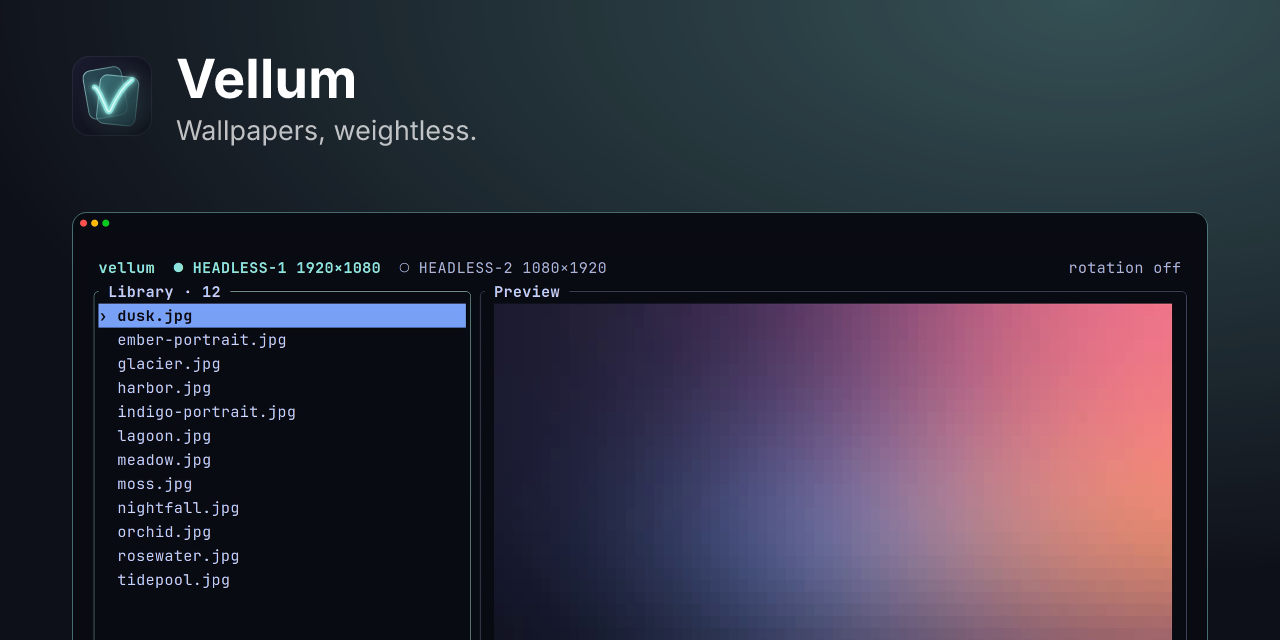 Vellum
Wallpapers, weightless.
vellum ● HEADLESS-1 1920×1080 ○ HEADLESS-2 1080×1920 rotation off
Library · 12
Preview
› dusk.jpg
ember-portrait.jpg
glacier.jpg
harbor.jpg
indigo-portrait.jpg
lagoon.jpg
meadow.jpg
moss.jpg
nightfall.jpg
orchid.jpg
rosewater.jpg
tidepool.jpg